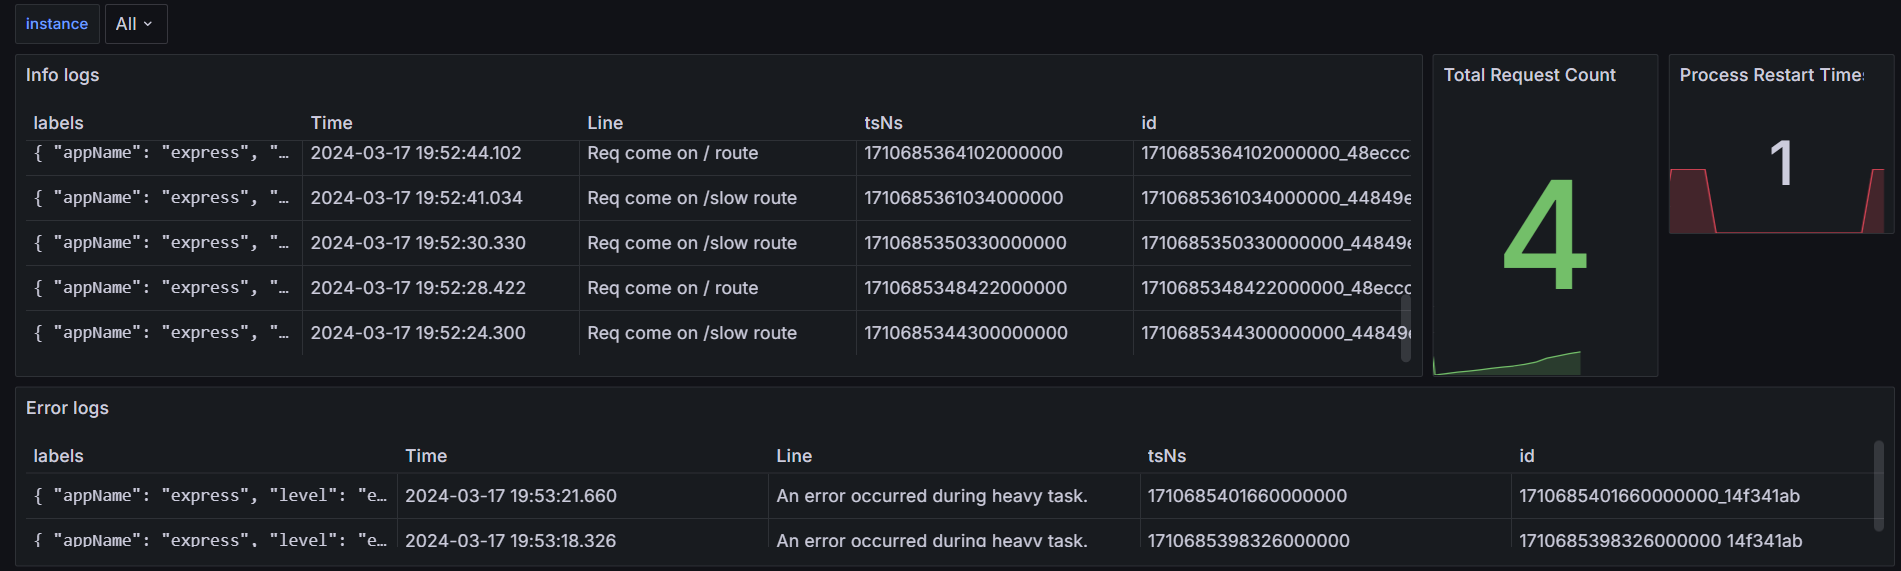 instance All
Info logs
labels Time Line tsNs id
{ "appName": "express", "… 2024-03-17 19:52:44.102 Req come on / route 1710685364102000000 1710685364102000000_48eccc
{ "appName": "express", "… 2024-03-17 19:52:41.034 Req come on /slow route 1710685361034000000 1710685361034000000_44849e
{ "appName": "express", "… 2024-03-17 19:52:30.330 Req come on /slow route 1710685350330000000 1710685350330000000_44849e
{ "appName": "express", "… 2024-03-17 19:52:28.422 Req come on / route 1710685348422000000 1710685348422000000_48eccc
{ "appName": "express", "… 2024-03-17 19:52:24.300 Req come on /slow route 1710685344300000000 1710685344300000000_44849e
Total Request Count
4
Process Restart Times
1
Error logs
labels Time Line tsNs id
{ "appName": "express", "level": "e… 2024-03-17 19:53:21.660 An error occurred during heavy task. 1710685401660000000 1710685401660000000_14f341ab
{ "appName": "express", "level": "e… 2024-03-17 19:53:18.326 An error occurred during heavy task. 1710685398326000000 1710685398326000000_14f341ab